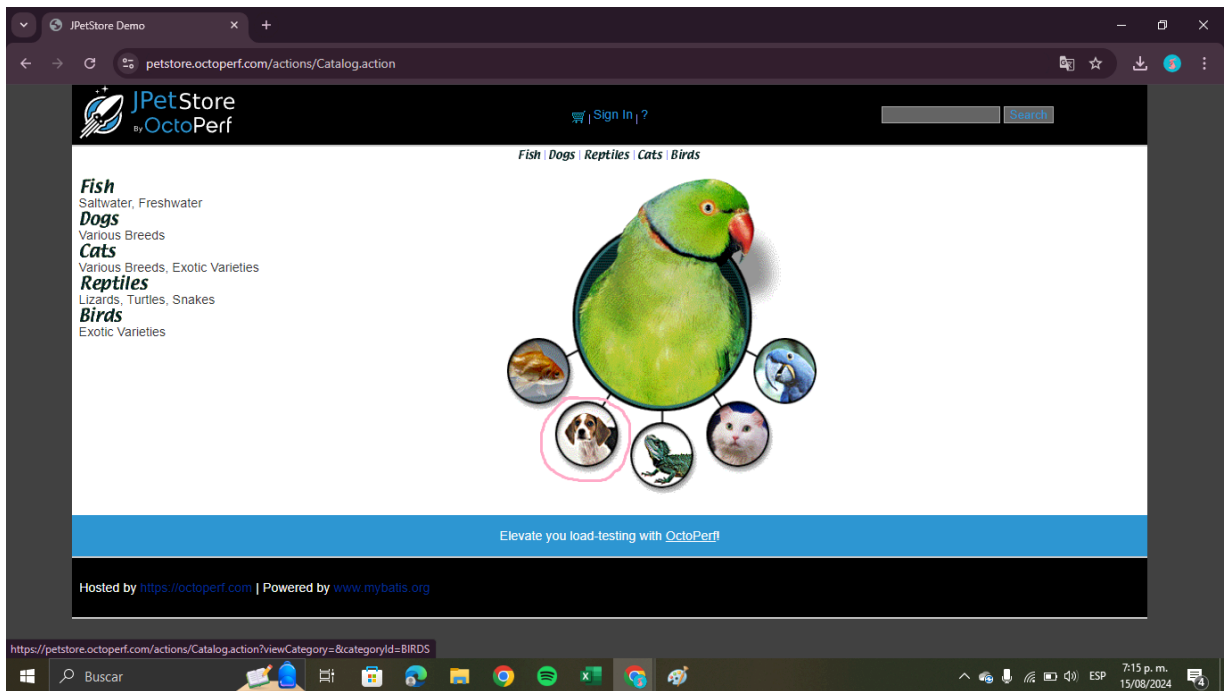 JPetStore Demo
petstore.octoperf.com/actions/Catalog.action
JPetStore
By OctoPerf
| Sign In | ?
Search
Fish | Dogs | Reptiles | Cats | Birds
Fish
Saltwater, Freshwater
Dogs
Various Breeds
Cats
Various Breeds, Exotic Varieties
Reptiles
Lizards, Turtles, Snakes
Birds
Exotic Varieties
Elevate you load-testing with OctoPerf!
Hosted by https://octoperf.com | Powered by www.mybatis.org
https://petstore.octoperf.com/actions/Catalog.action?viewCategory=&categoryId=BIRDS
Buscar
ESP
7:15 p. m.
15/08/2024
4